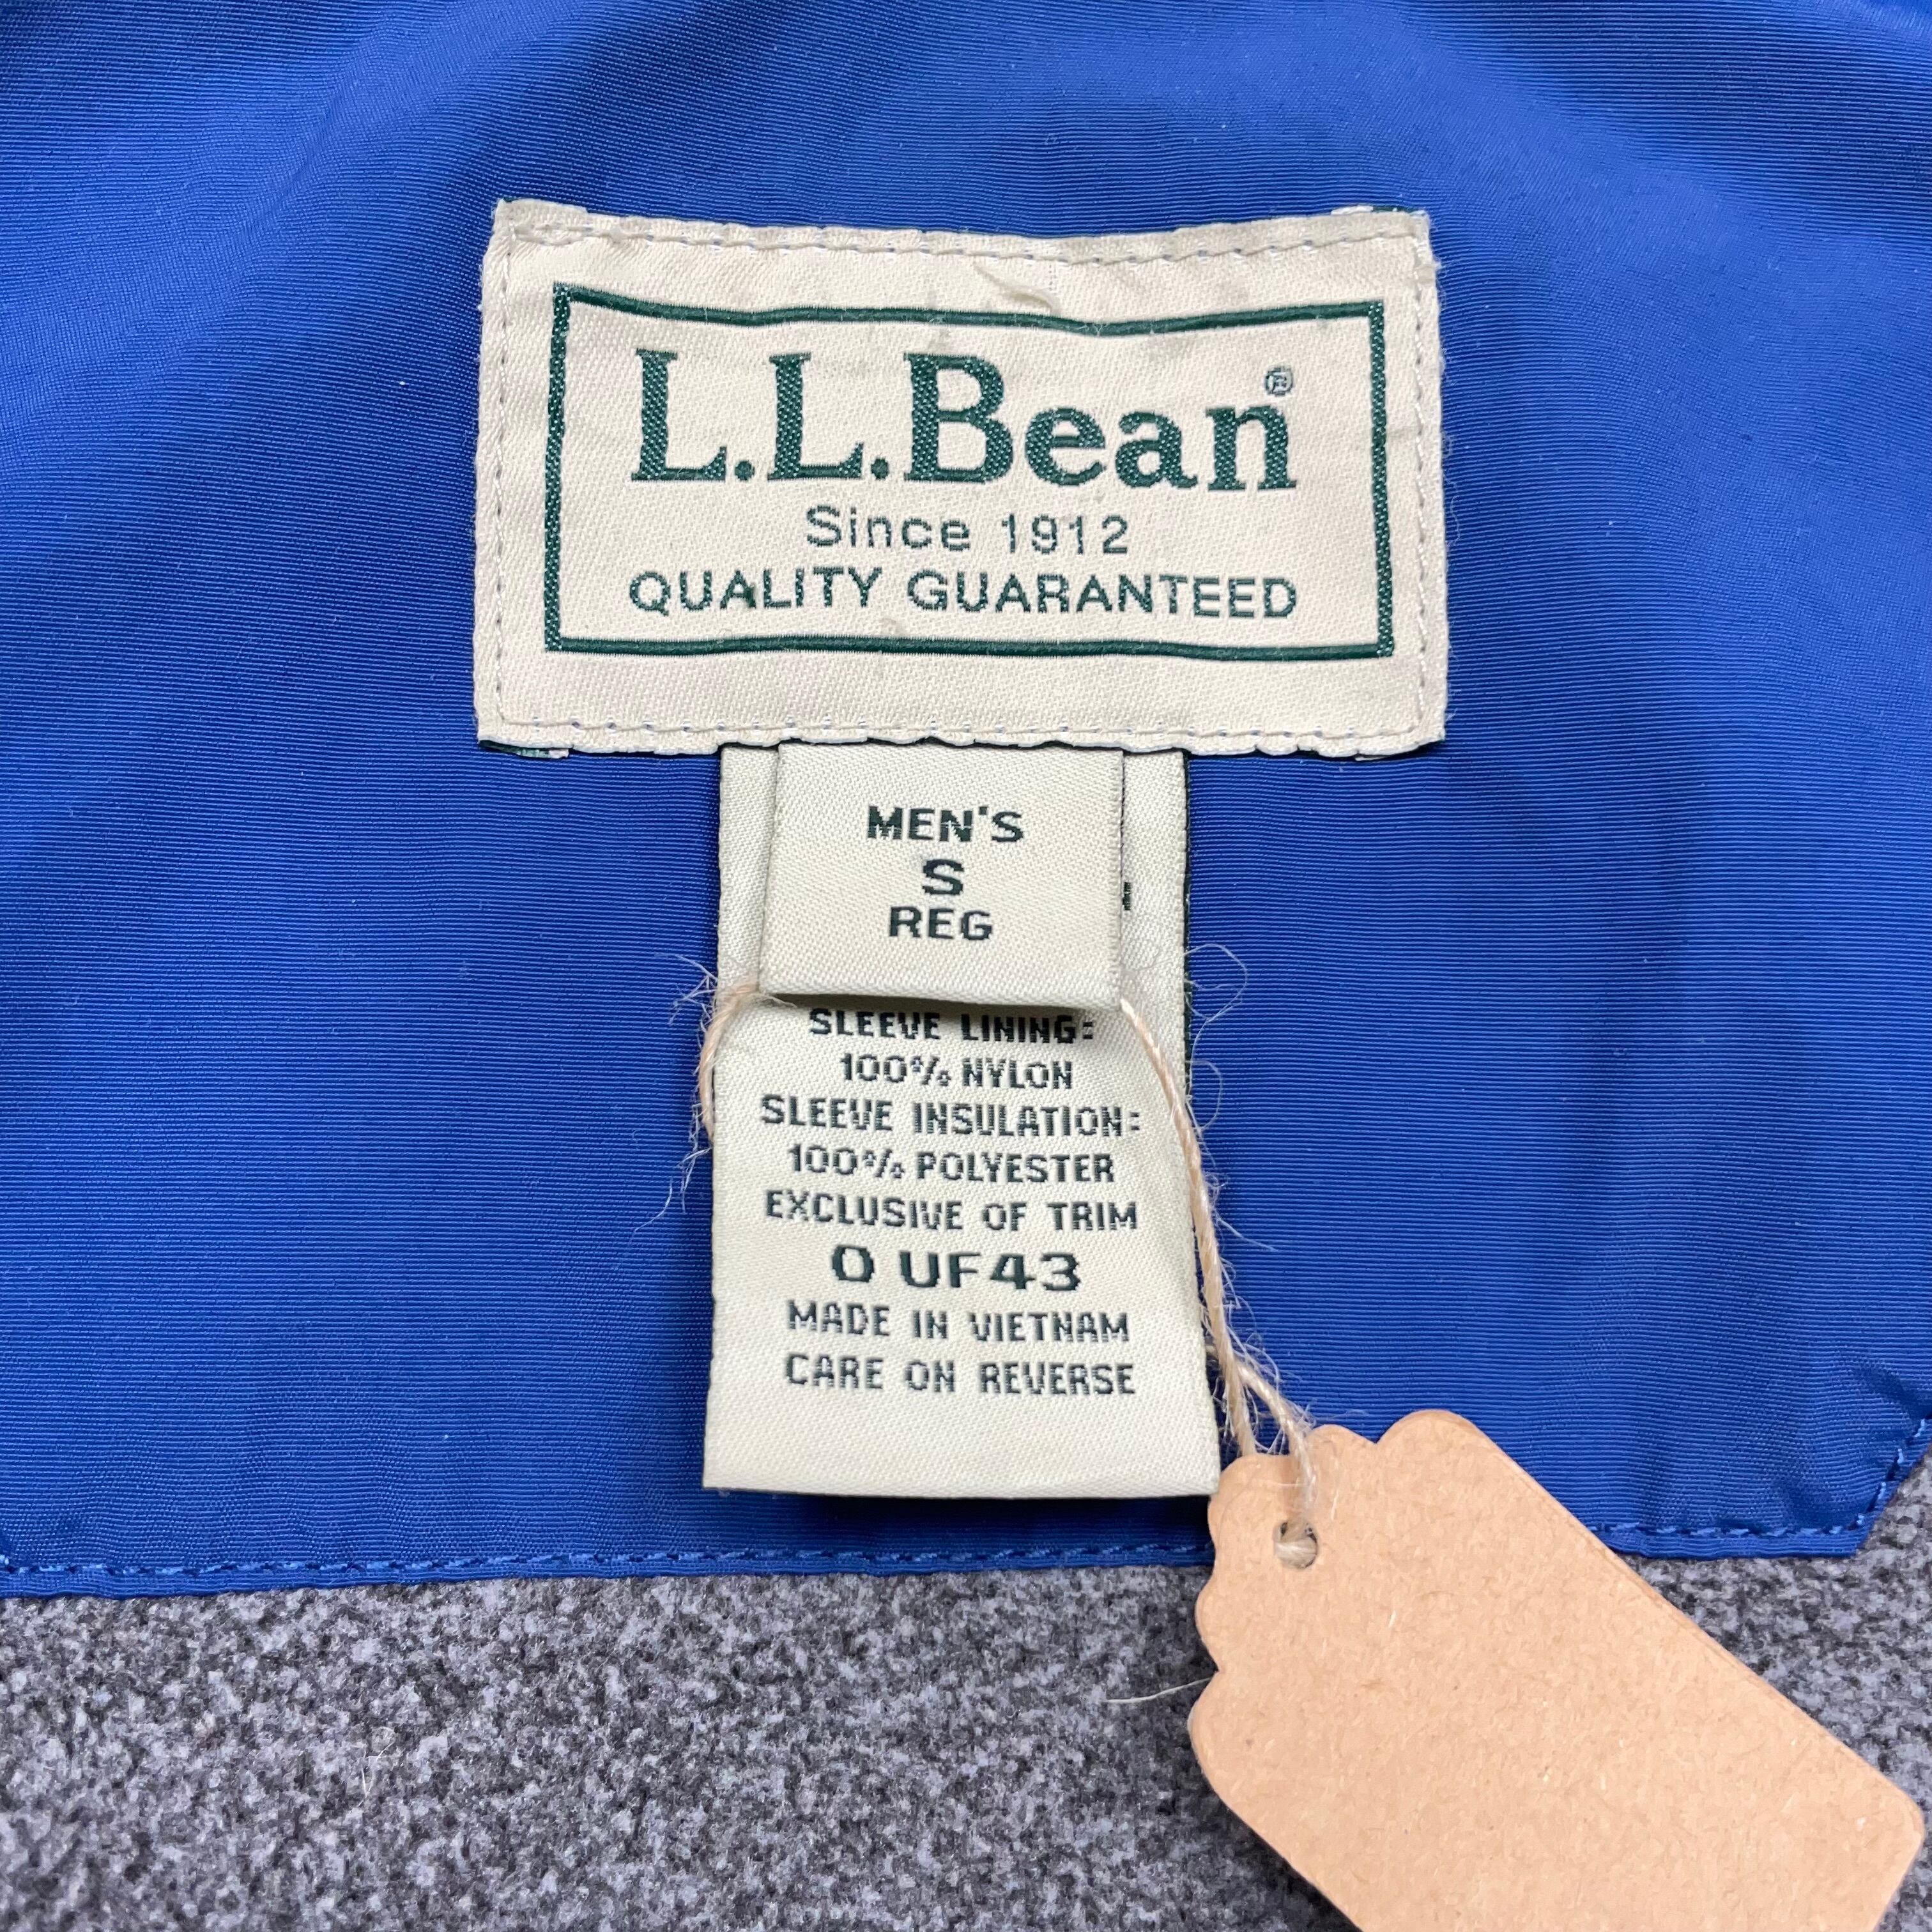 L.L.Bean®
Since 1912
QUALITY GUARANTEED
MEN'S
S
REG
SLEEVE LINING:
100% NYLON
SLEEVE INSULATION:
100% POLYESTER
EXCLUSIVE OF TRIM
0 UF43
MADE IN VIETNAM
CARE ON REVERSE